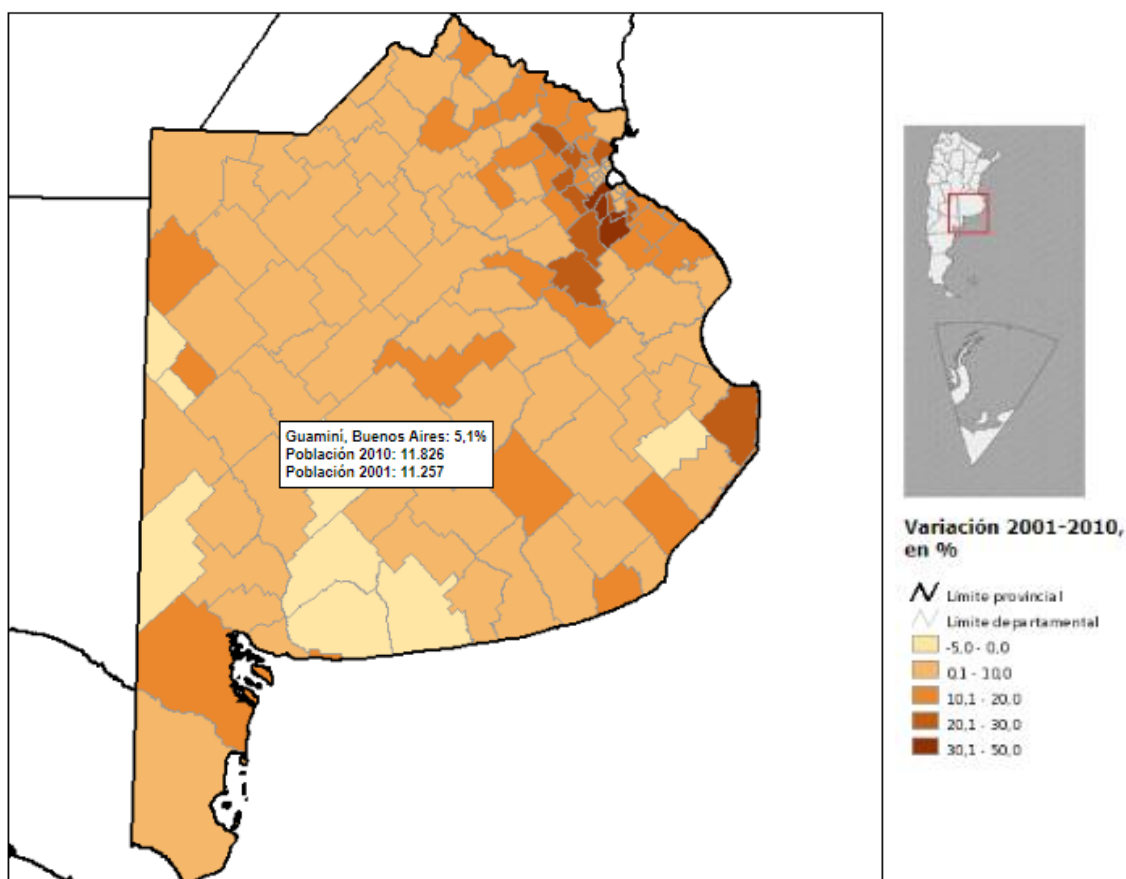 Guaminí, Buenos Aires: 5,1%
Población 2010: 11.826
Población 2001: 11.257
Variación 2001-2010,
en %
Límite provincial
Límite departamental
-5,0 - 0,0
0,1 - 10,0
10,1 - 20,0
20,1 - 30,0
30,1 - 50,0